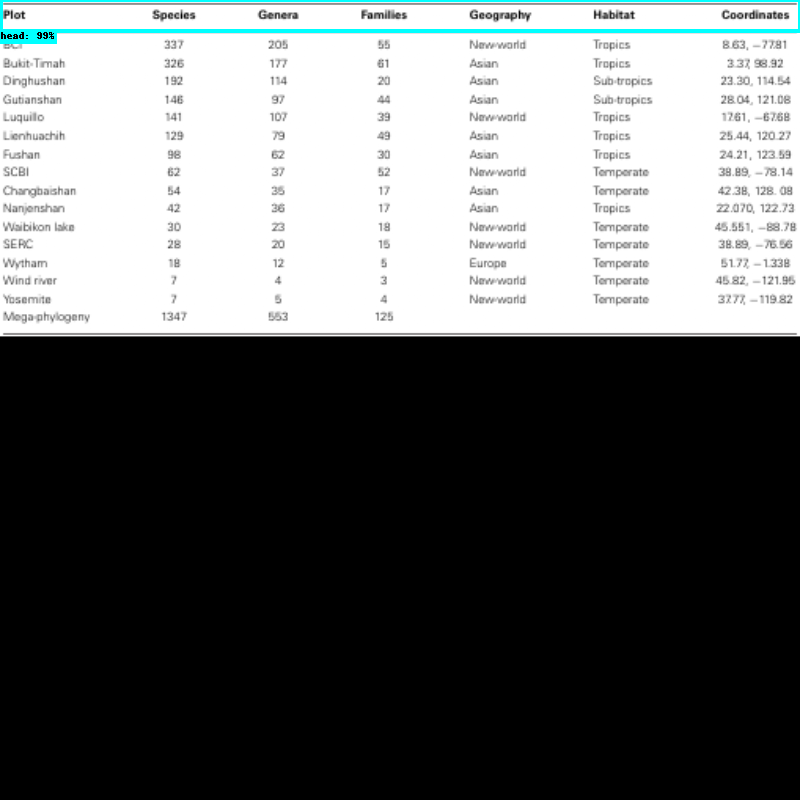 Plot Species Genera Families Geography Habitat Coordinates
head: 99%
BCI 337 205 55 New-world Tropics 8.63, −77.81
Bukit-Timah 326 177 61 Asian Tropics 3.37, 98.92
Dinghushan 192 114 20 Asian Sub-tropics 23.30, 114.54
Gutianshan 146 97 44 Asian Sub-tropics 28.04, 121.08
Luquillo 141 107 39 New-world Tropics 17.61, −67.68
Lienhuachih 129 79 49 Asian Tropics 25.44, 120.27
Fushan 98 62 30 Asian Tropics 24.21, 123.59
SCBI 62 37 52 New-world Temperate 38.89, −78.14
Changbaishan 54 35 17 Asian Temperate 42.38, 128. 08
Nanjenshan 42 36 17 Asian Tropics 22.070, 122.73
Waibikon lake 30 23 18 New-world Temperate 45.551, −88.78
SERC 28 20 15 New-world Temperate 38.89, −76.56
Wytham 18 12 5 Europe Temperate 51.77, −1.338
Wind river 7 4 3 New-world Temperate 45.82, −121.95
Yosemite 7 5 4 New-world Temperate 37.77, −119.82
Mega-phylogeny 1347 553 125